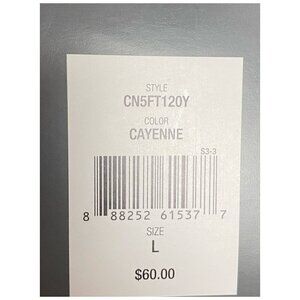 STYLE
CN5FT120Y
COLOR
CAYENNE
S3-3
8 88252 61537 7
SIZE
L
$60.00